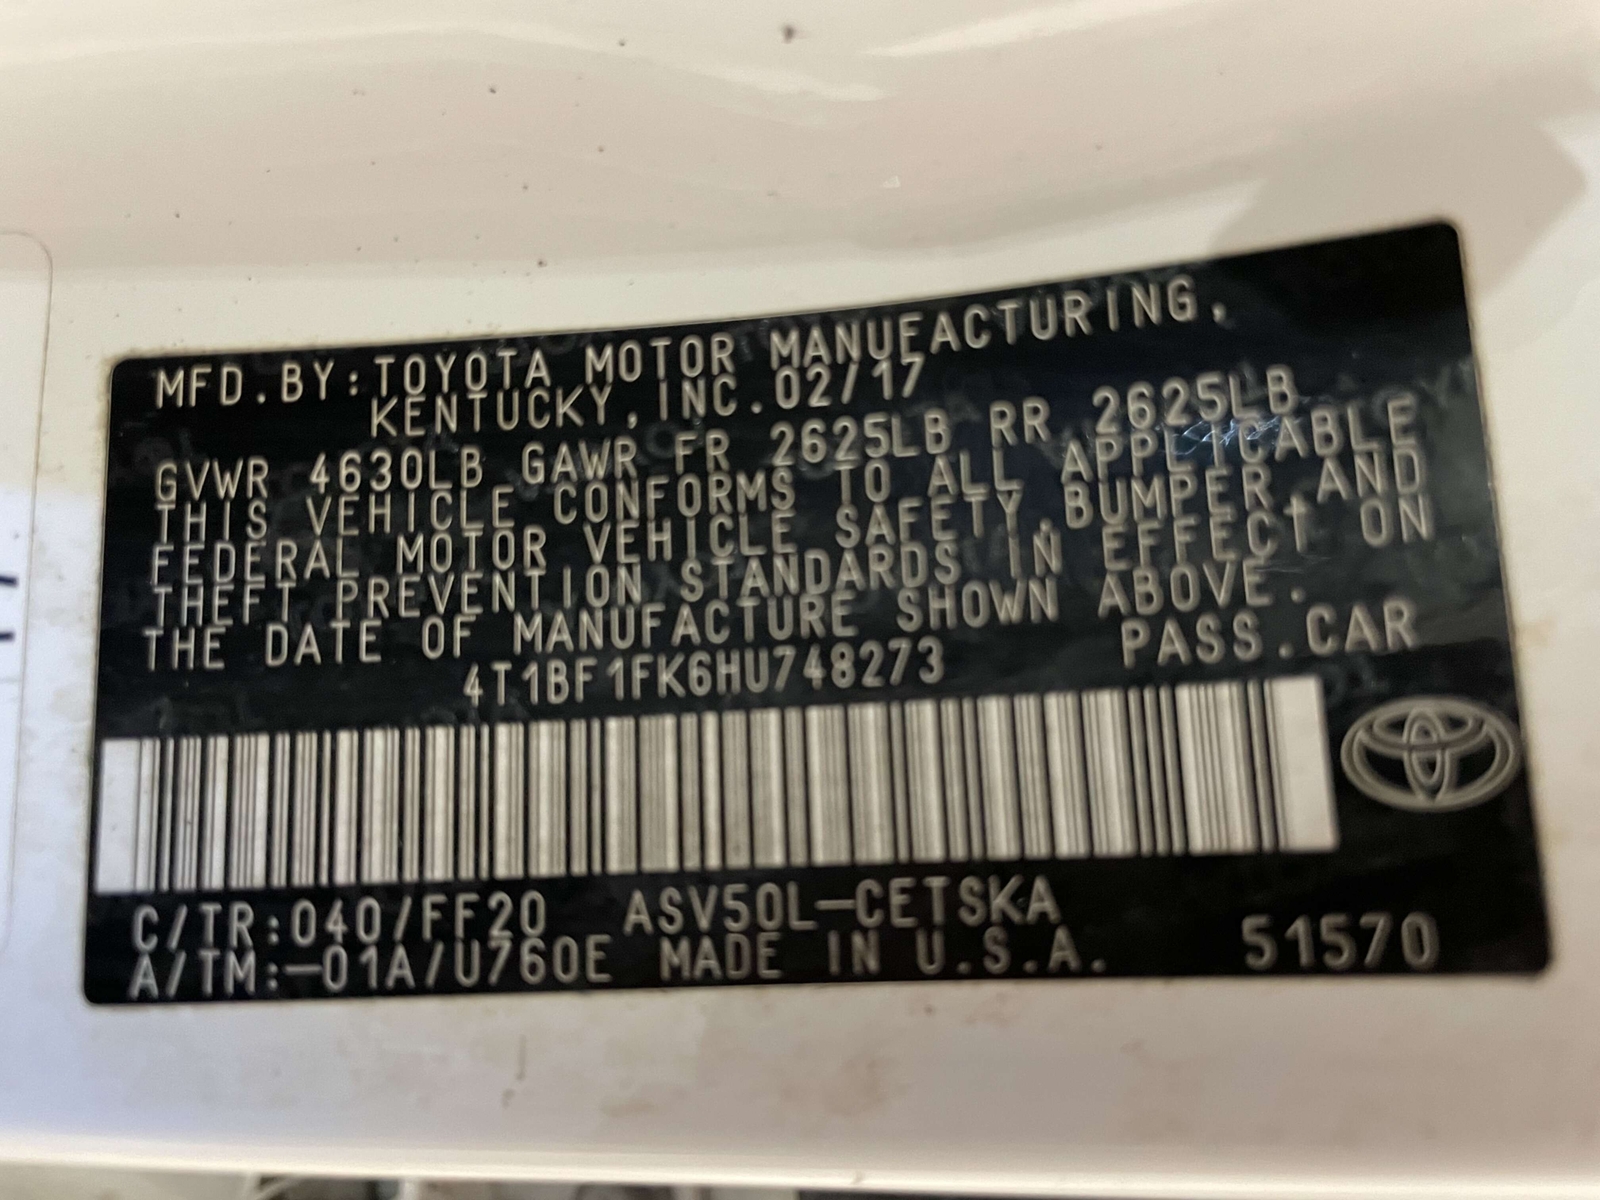 MFD.BY:TOYOTA MOTOR MANUFACTURING,
KENTUCKY, INC.02/17
GVWR 4630LB GAWR FR 2625LB RR 2625LB
THIS VEHICLE CONFORMS TO ALL APPLICABLE
FEDERAL MOTOR VEHICLE SAFETY,BUMPER,AND
THEFT PREVENTION STANDARDS IN EFFECT ON
THE DATE OF MANUFACTURE SHOWN ABOVE.
4T1BF1FK6HU748273 PASS.CAR
C/TR:040/FF20 ASV50L-CETSKA
A/TM:-01A/U760E MADE IN U.S.A. 51570